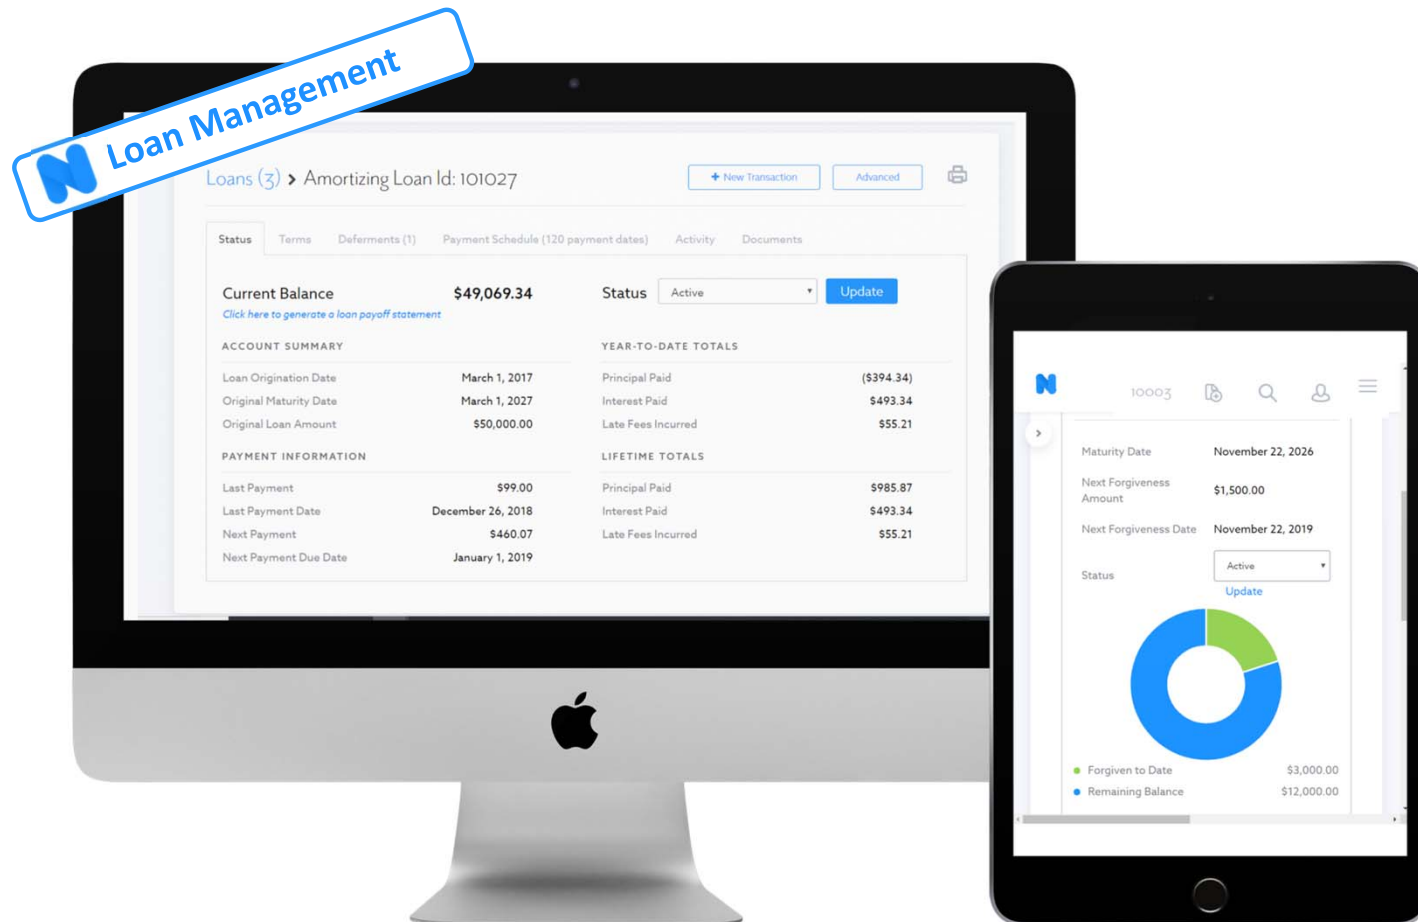 Loan Management
Loans (3) > Amortizing Loan Id: 101027
+ New Transaction
Advanced
Status
Terms
Deferments (1)
Payment Schedule (120 payment dates)
Activity
Documents
Current Balance $49,069.34
Click here to generate a loan payoff statement
Status Active Update
ACCOUNT SUMMARY
Loan Origination Date March 1, 2017
Original Maturity Date March 1, 2027
Original Loan Amount $50,000.00
PAYMENT INFORMATION
Last Payment $99.00
Last Payment Date December 26, 2018
Next Payment $460.07
Next Payment Due Date January 1, 2019
YEAR-TO-DATE TOTALS
Principal Paid ($394.34)
Interest Paid $493.34
Late Fees Incurred $55.21
LIFETIME TOTALS
Principal Paid $985.87
Interest Paid $493.34
Late Fees Incurred $55.21
N
10003
Maturity Date November 22, 2026
Next Forgiveness
Amount
$1,500.00
Next Forgiveness Date November 22, 2019
Status Active
Update
Forgiven to Date $3,000.00
Remaining Balance $12,000.00